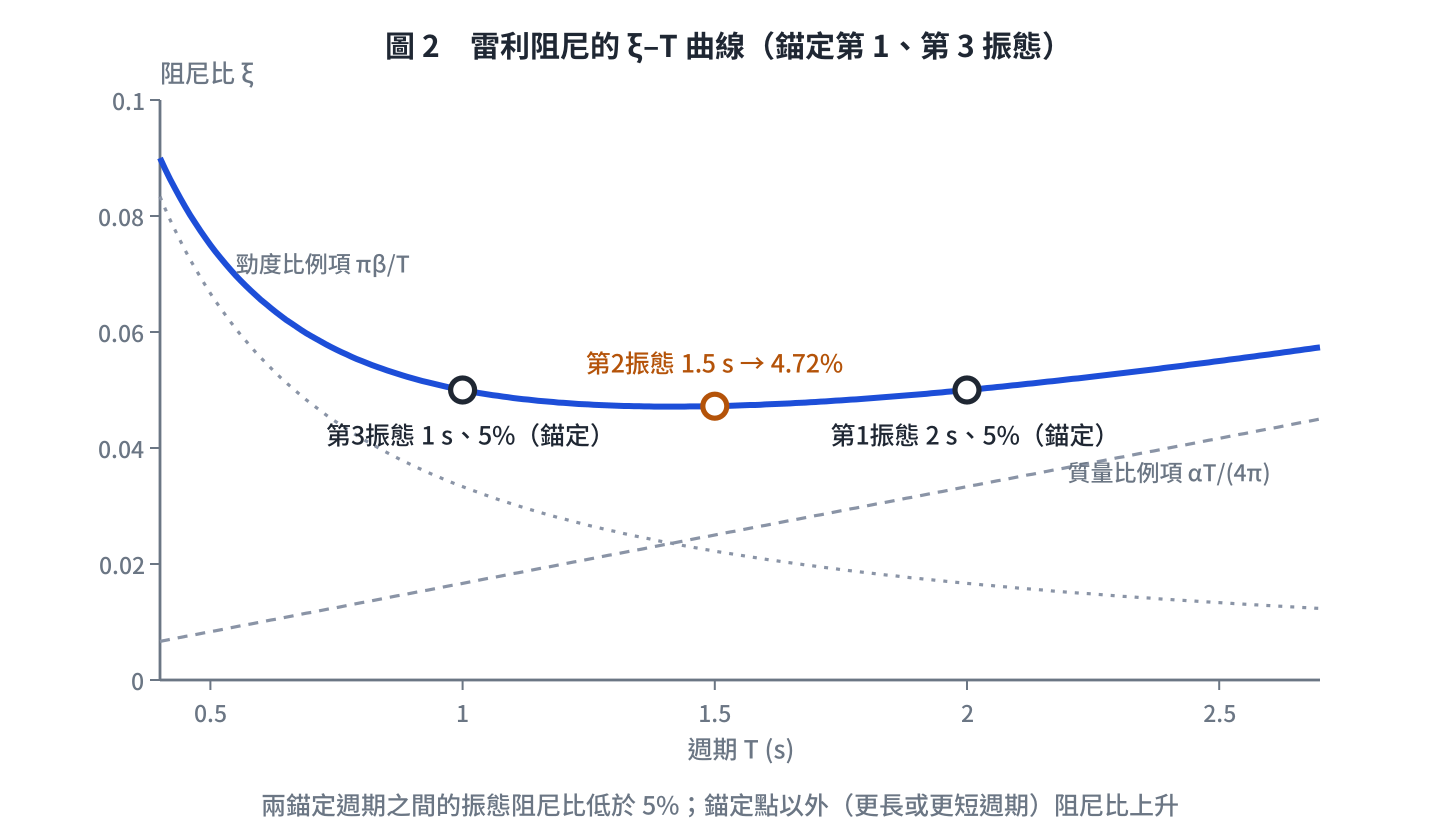 圖 2　雷利阻尼的 ξ–T 曲線（錨定第 1、第 3 振態）
阻尼比 ξ
0.1
0.08
勁度比例項 πβ/T
0.06
第2振態 1.5 s → 4.72%
第3振態 1 s、5%（錨定）
第1振態 2 s、5%（錨定）
0.04
質量比例項 αT/(4π)
0.02
0
0.5
1
1.5
2
2.5
週期 T (s)
兩錨定週期之間的振態阻尼比低於 5%；錨定點以外（更長或更短週期）阻尼比上升